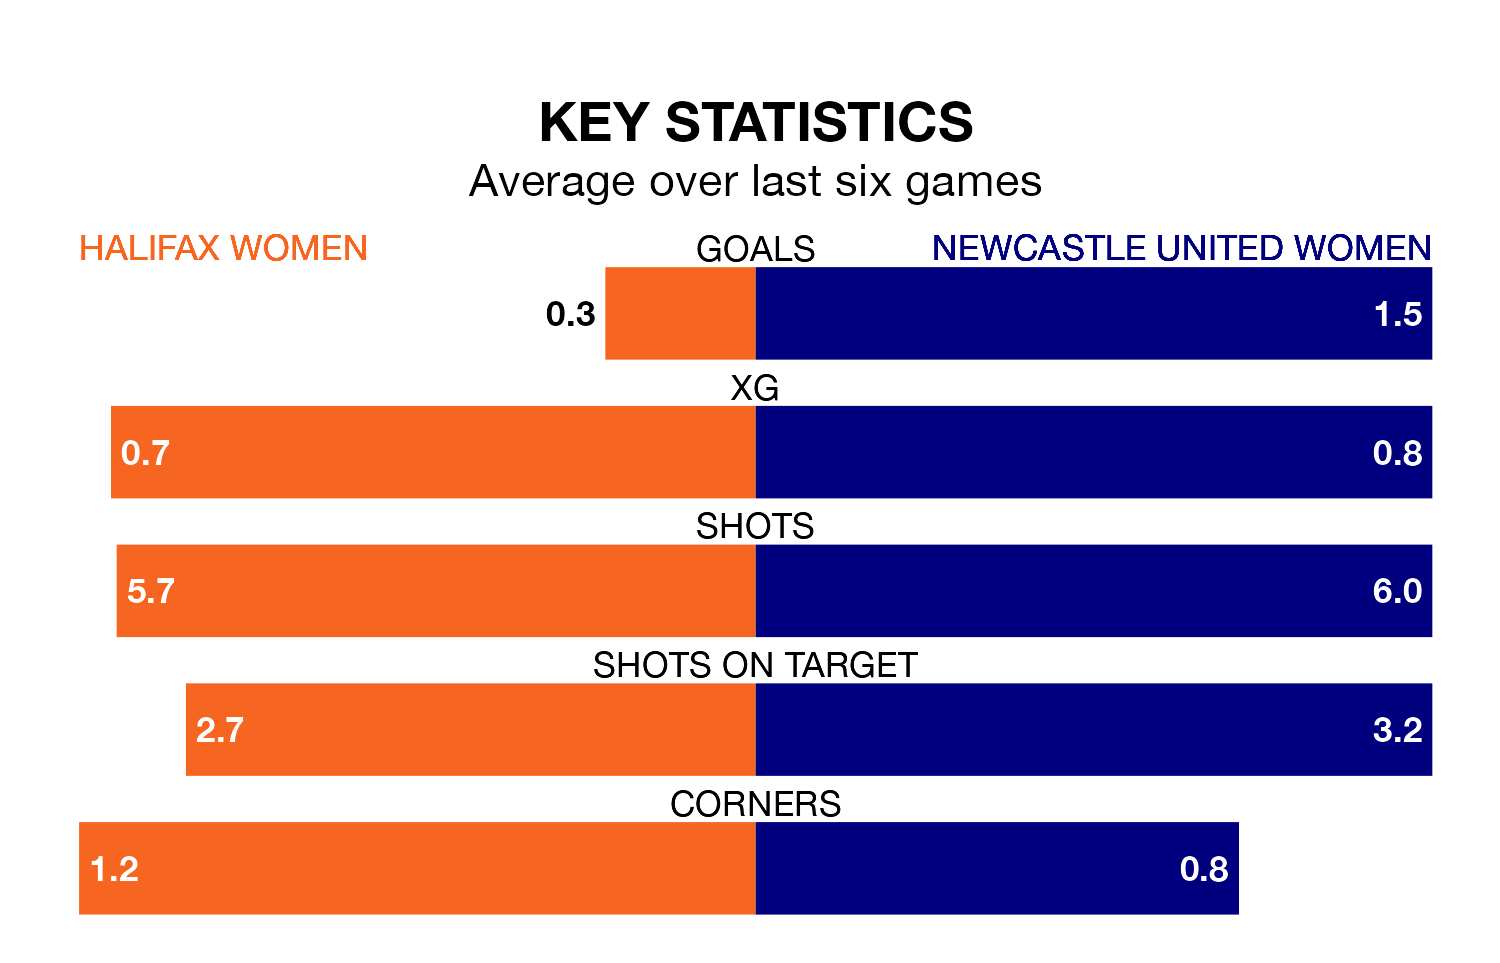 KEY STATISTICS
Average over last six games
HALIFAX WOMEN GOALS NEWCASTLE UNITED WOMEN
0.3 1.5
XG
0.7 0.8
SHOTS
5.7 6.0
SHOTS ON TARGET
2.7 3.2
CORNERS
1.2 0.8